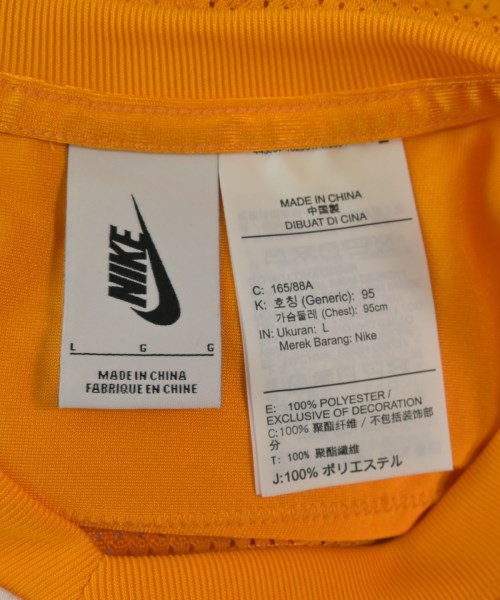 NIKE
L G G
MADE IN CHINA
FABRIQUE EN CHINE
MADE IN CHINA
中国製
DIBUAT DI CINA
C: 165/88A
K: 호칭 (Generic): 95
가슴둘레 (Chest): 95cm
IN: Ukuran: L
Merek Barang: Nike
E: 100% POLYESTER /
EXCLUSIVE OF DECORATION
C:100% 聚酯纤维 / 不包括装饰部
分
T: 100% 聚酯纖維
J:100% ポリエステル